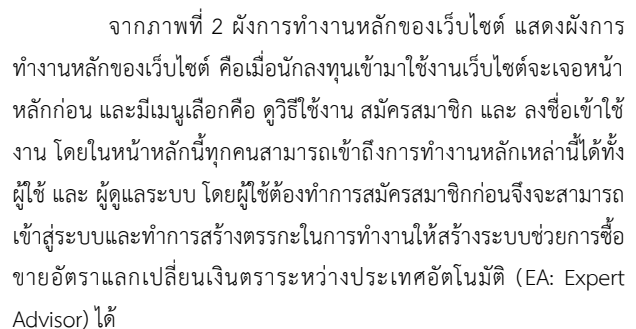 จากภาพที่ 2 ผังการทำงานหลักของเว็บไซต์ แสดงผังการ
ทำงานหลักของเว็บไซต์ คือเมื่อนักลงทุนเข้ามาใช้งานเว็บไซต์จะเจอหน้า
หลักก่อน และมีเมนูเลือกคือ ดูวิธีใช้งาน สมัครสมาชิก และ ลงชื่อเข้าใช้
งาน โดยในหน้าหลักนี้ทุกคนสามารถเข้าถึงการทำงานหลักเหล่านี้ได้ทั้ง
ผู้ใช้ และ ผู้ดูแลระบบ โดยผู้ใช้ต้องทำการสมัครสมาชิกก่อนจึงจะสามารถ
เข้าสู่ระบบและทำการสร้างตรรกะในการทำงานให้สร้างระบบช่วยการซื้อ
ขายอัตราแลกเปลี่ยนเงินตราระหว่างประเทศอัตโนมัติ (EA: Expert
Advisor) ได้